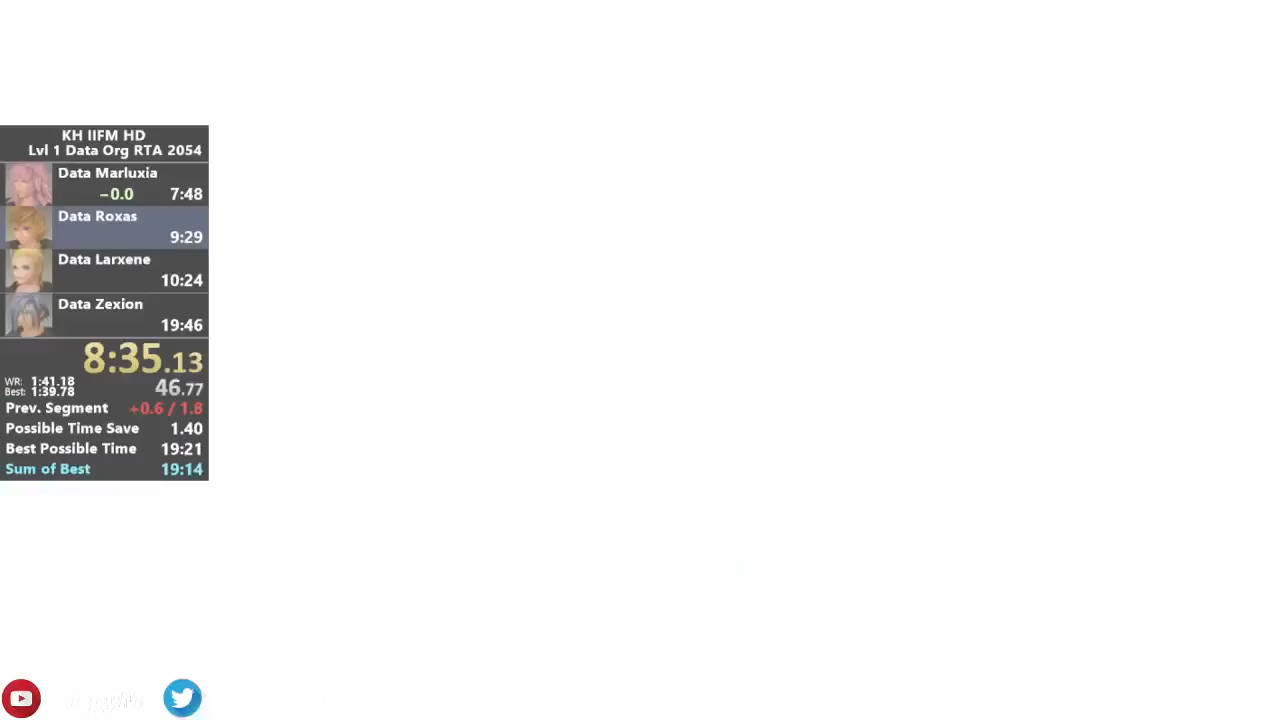 KH IIFM HD
Lvl 1 Data Org RTA 2054
Data Marluxia
−0.0 7:48
Data Roxas
9:29
Data Larxene
10:24
Data Zexion
19:46
8:35.13
WR: 1:41.18
Best: 1:39.78
46.77
Prev. Segment +0.6 / 1.8
Possible Time Save 1.40
Best Possible Time 19:21
Sum of Best 19:14